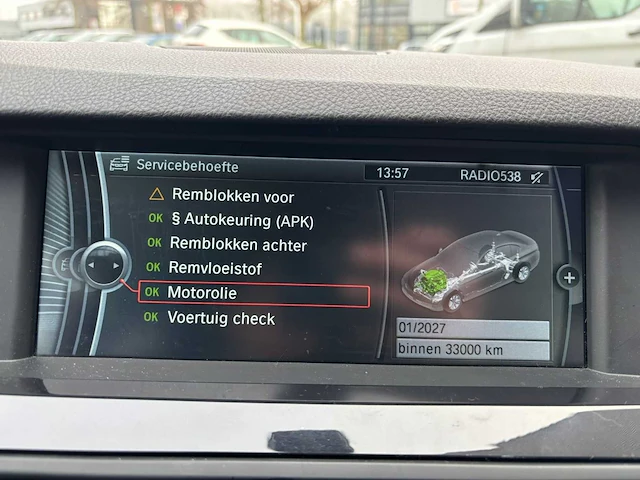 Servicebehoefte
13:57
RADIO538
Remblokken voor
OK § Autokeuring (APK)
OK Remblokken achter
OK Remvloeistof
OK Motorolie
OK Voertuig check
01/2027
binnen 33000 km